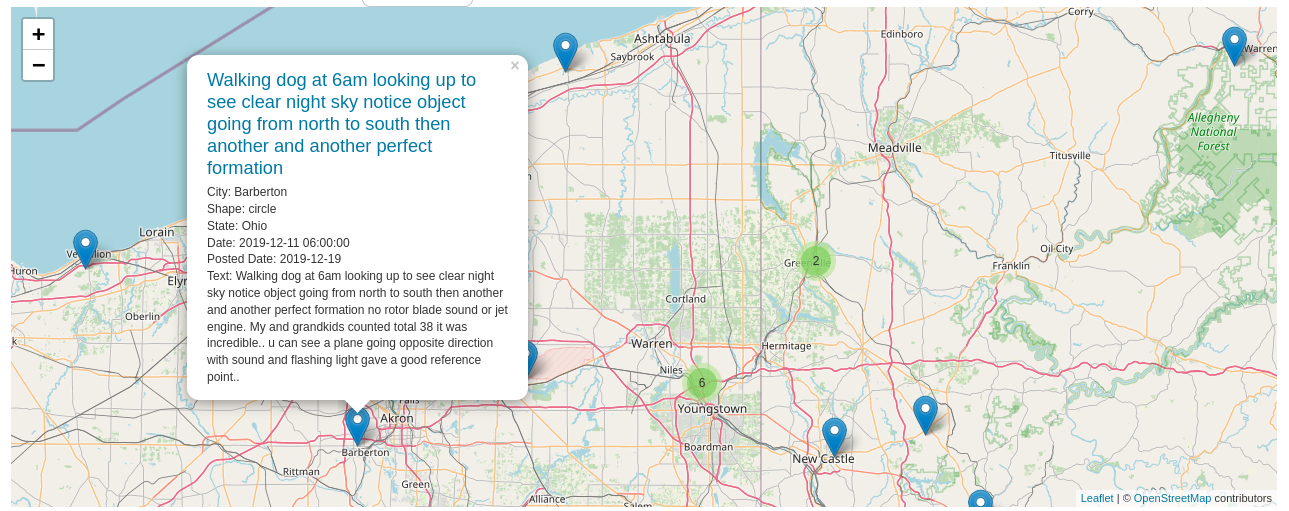 +
−
×
Walking dog at 6am looking up to
see clear night sky notice object
going from north to south then
another and another perfect
formation
City: Barberton
Shape: circle
State: Ohio
Date: 2019-12-11 06:00:00
Posted Date: 2019-12-19
Text: Walking dog at 6am looking up to see clear night
sky notice object going from north to south then another
and another perfect formation no rotor blade sound or jet
engine. My and grandkids counted total 38 it was
incredible.. u can see a plane going opposite direction
with sound and flashing light gave a good reference
point..
Ashtabula
Saybrook
Edinboro
Corry
Warren
Allegheny
National
Forest
Meadville
Titusville
Lorain
Oil City
Franklin
2
Cortland
Oberlin
Warren
Hermitage
Niles
6
Youngstown
Akron
Boardman
Barberton
New Castle
Rittman
Green
Alliance
Salem
Leaflet | © OpenStreetMap contributors